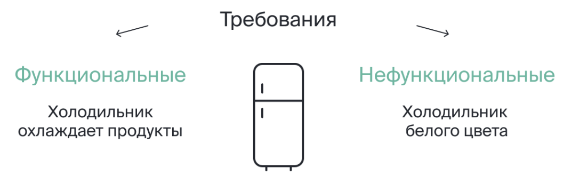 Требования
Функциональные
Холодильник
охлаждает продукты
Нефункциональные
Холодильник
белого цвета